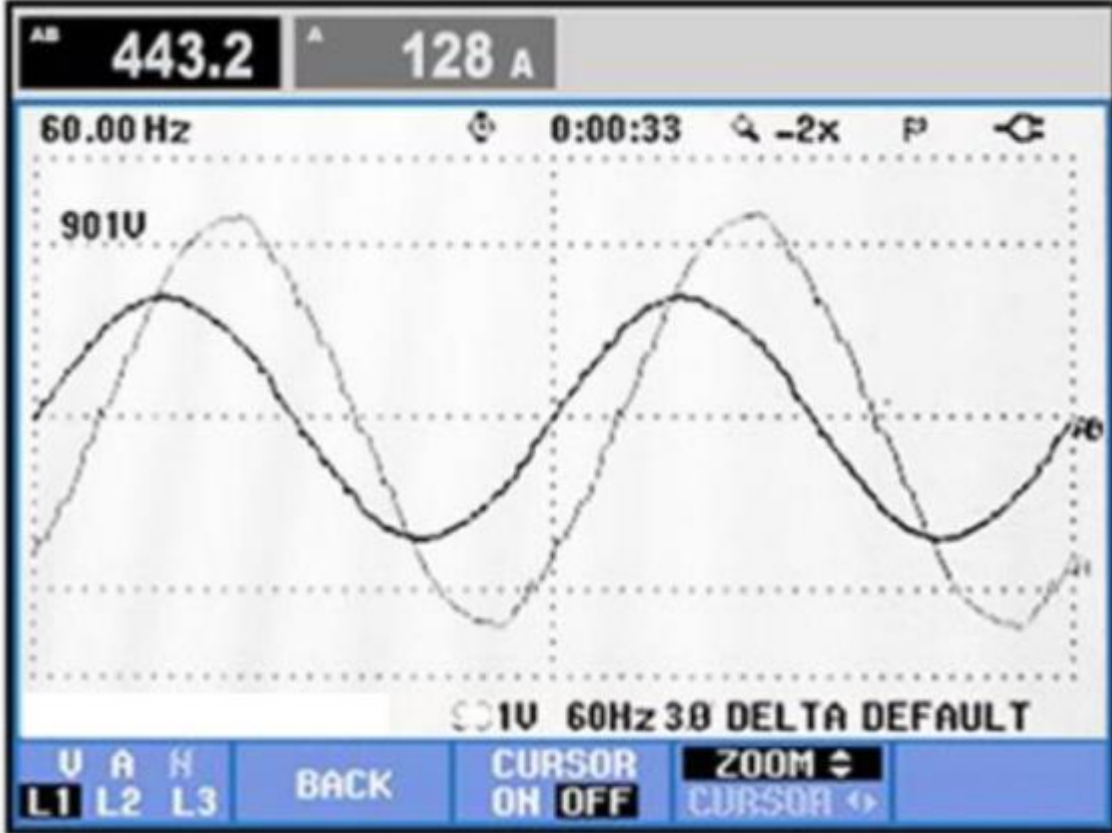 AB 443.2 A 128 A
60.00 Hz 0:00:33 -2x
901V
1V 60Hz 3Ø DELTA DEFAULT
V A N BACK CURSOR ZOOM
L1 L2 L3 ON OFF CURSOR